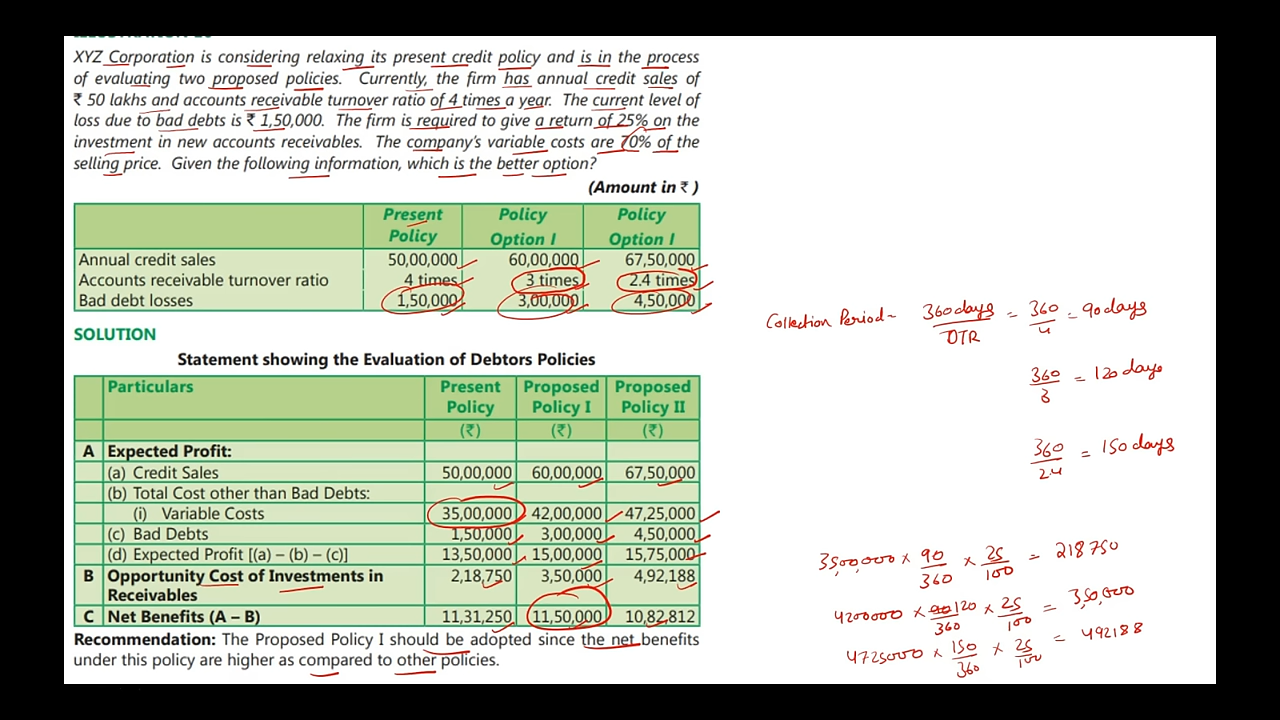 XYZ Corporation is considering relaxing its present credit policy and is in the process
of evaluating two proposed policies. Currently, the firm has annual credit sales of
₹ 50 lakhs and accounts receivable turnover ratio of 4 times a year. The current level of
loss due to bad debts is ₹ 1,50,000. The firm is required to give a return of 25% on the
investment in new accounts receivables. The company's variable costs are 70% of the
selling price. Given the following information, which is the better option?
(Amount in ₹ )
Present Policy Policy
Policy Option I Option I
Annual credit sales 50,00,000 60,00,000 67,50,000
Accounts receivable turnover ratio 4 times 3 times 2.4 times
Bad debt losses 1,50,000 3,00,000 4,50,000
SOLUTION
Statement showing the Evaluation of Debtors Policies
Particulars Present Proposed Proposed
Policy Policy I Policy II
(₹) (₹) (₹)
A Expected Profit:
(a) Credit Sales 50,00,000 60,00,000 67,50,000
(b) Total Cost other than Bad Debts:
(i) Variable Costs 35,00,000 42,00,000 47,25,000
(c) Bad Debts 1,50,000 3,00,000 4,50,000
(d) Expected Profit [(a) – (b) – (c)] 13,50,000 15,00,000 15,75,000
B Opportunity Cost of Investments in 2,18,750 3,50,000 4,92,188
Receivables
C Net Benefits (A – B) 11,31,250 11,50,000 10,82,812
Recommendation: The Proposed Policy I should be adopted since the net benefits
under this policy are higher as compared to other policies.
Collection Period = 360 days / DTR = 360 / 4 = 90 days
360 / 3 = 120 days
360 / 24 = 150 days
3500,000 × 90 / 360 × 25 / 100 = 218750
4200000 × 120 / 360 × 25 / 100 = 3,50,000
4725000 × 150 / 360 × 25 / 100 = 492188